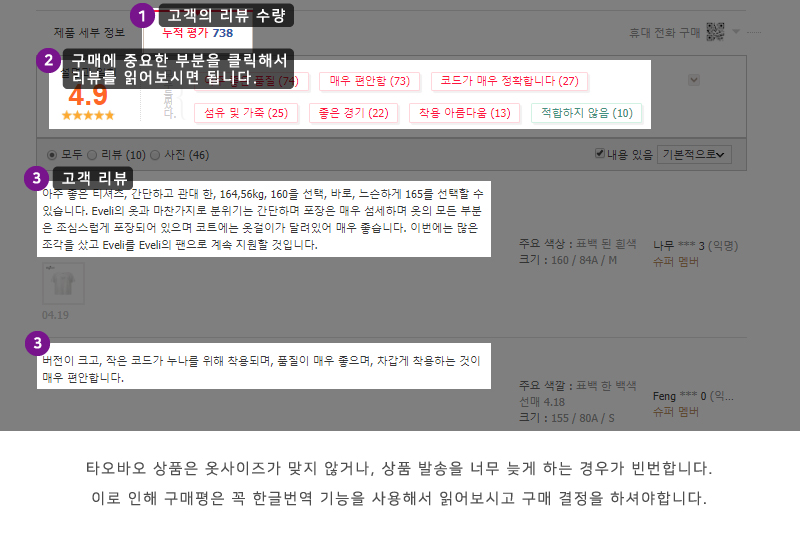 1 고객의 리뷰 수량
제품 세부 정보
누적 평가 738
휴대 전화 구매
2 구매에 중요한 부분을 클릭해서
리뷰를 읽어보시면 됩니다.
4.9
품질 (74)
매우 편안함 (73)
코드가 매우 정확합니다 (27)
섬유 및 가죽 (25)
좋은 경기 (22)
착용 아름다움 (13)
적합하지 않음 (10)
모두 리뷰 (10) 사진 (46)
내용 있음 기본적으로
3 고객 리뷰
아주 좋은 티셔츠, 간단하고 관대 한, 164,56kg, 160을 선택, 바로, 느슨하게 165를 선택할 수
있습니다. Eveli의 옷과 마찬가지로 분위기는 간단하며 포장은 매우 섬세하며 옷의 모든 부분
은 조심스럽게 포장되어 있으며 코트에는 옷걸이가 달려있어 매우 좋습니다. 이번에는 많은
조각을 샀고 Eveli를 Eveli의 팬으로 계속 지원할 것입니다.
주요 색상 : 표백 된 흰색
크기 : 160 / 84A / M
나무 *** 3 (익명)
슈퍼 멤버
04.19
3
버전이 크고, 작은 코드가 누나를 위해 착용되며, 품질이 매우 좋으며, 차갑게 착용하는 것이
매우 편안합니다.
주요 색깔 : 표백 한 백색
선매 4.18
크기 : 155 / 80A / S
Feng *** 0 (익...
슈퍼 멤버
타오바오 상품은 옷사이즈가 맞지 않거나, 상품 발송을 너무 늦게 하는 경우가 빈번합니다.
이로 인해 구매평은 꼭 한글번역 기능을 사용해서 읽어보시고 구매 결정을 하셔야합니다.